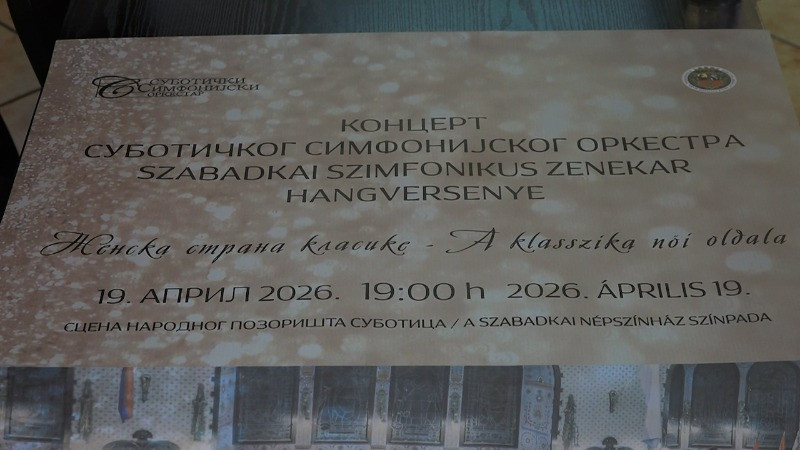 СУБОТИЧКИ
СИМФОНИЈСКИ
ОРКЕСТАР
КОНЦЕРТ
СУБОТИЧКОГ СИМФОНИЈСКОГ ОРКЕСТРА
SZABADKAI SZIMFONIKUS ZENEKAR
HANGVERSENYE
Женска страна класике - A klasszika női oldala
19. АПРИЛ 2026. 19:00 h 2026. ÁPRILIS 19.
СЦЕНА НАРОДНОГ ПОЗОРИШТА СУБОТИЦА / A SZABADKAI NÉPSZÍNHÁZ SZÍNPADA